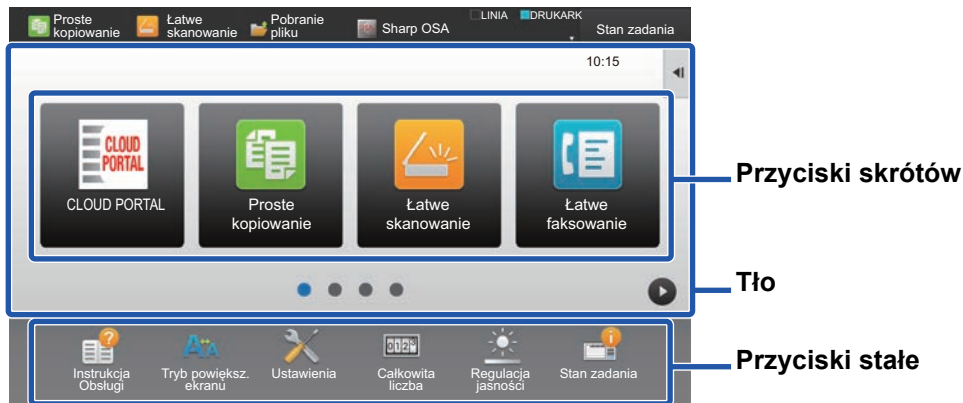 Proste
kopiowanie
Łatwe
skanowanie
Pobranie
pliku
Sharp OSA
LINIA
DRUKARK
Stan zadania
10:15
CLOUD
PORTAL
CLOUD PORTAL
Proste
kopiowanie
Łatwe
skanowanie
Łatwe
faksowanie
Przyciski skrótów
Tło
Instrukcja
Obsługi
Tryb powiększ.
ekranu
Ustawienia
Całkowita
liczba
Regulacja
jasności
Stan zadania
Przyciski stałe